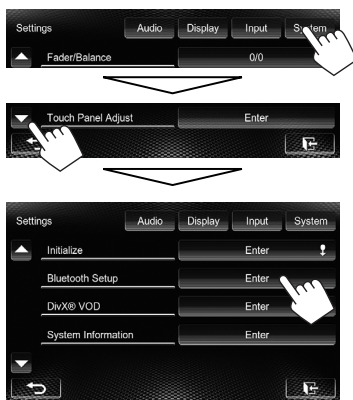 Settings Audio Display Input System
Fader/Balance 0/0
Touch Panel Adjust Enter
Settings Audio Display Input System
Initialize Enter
Bluetooth Setup Enter
DivX® VOD Enter
System Information Enter